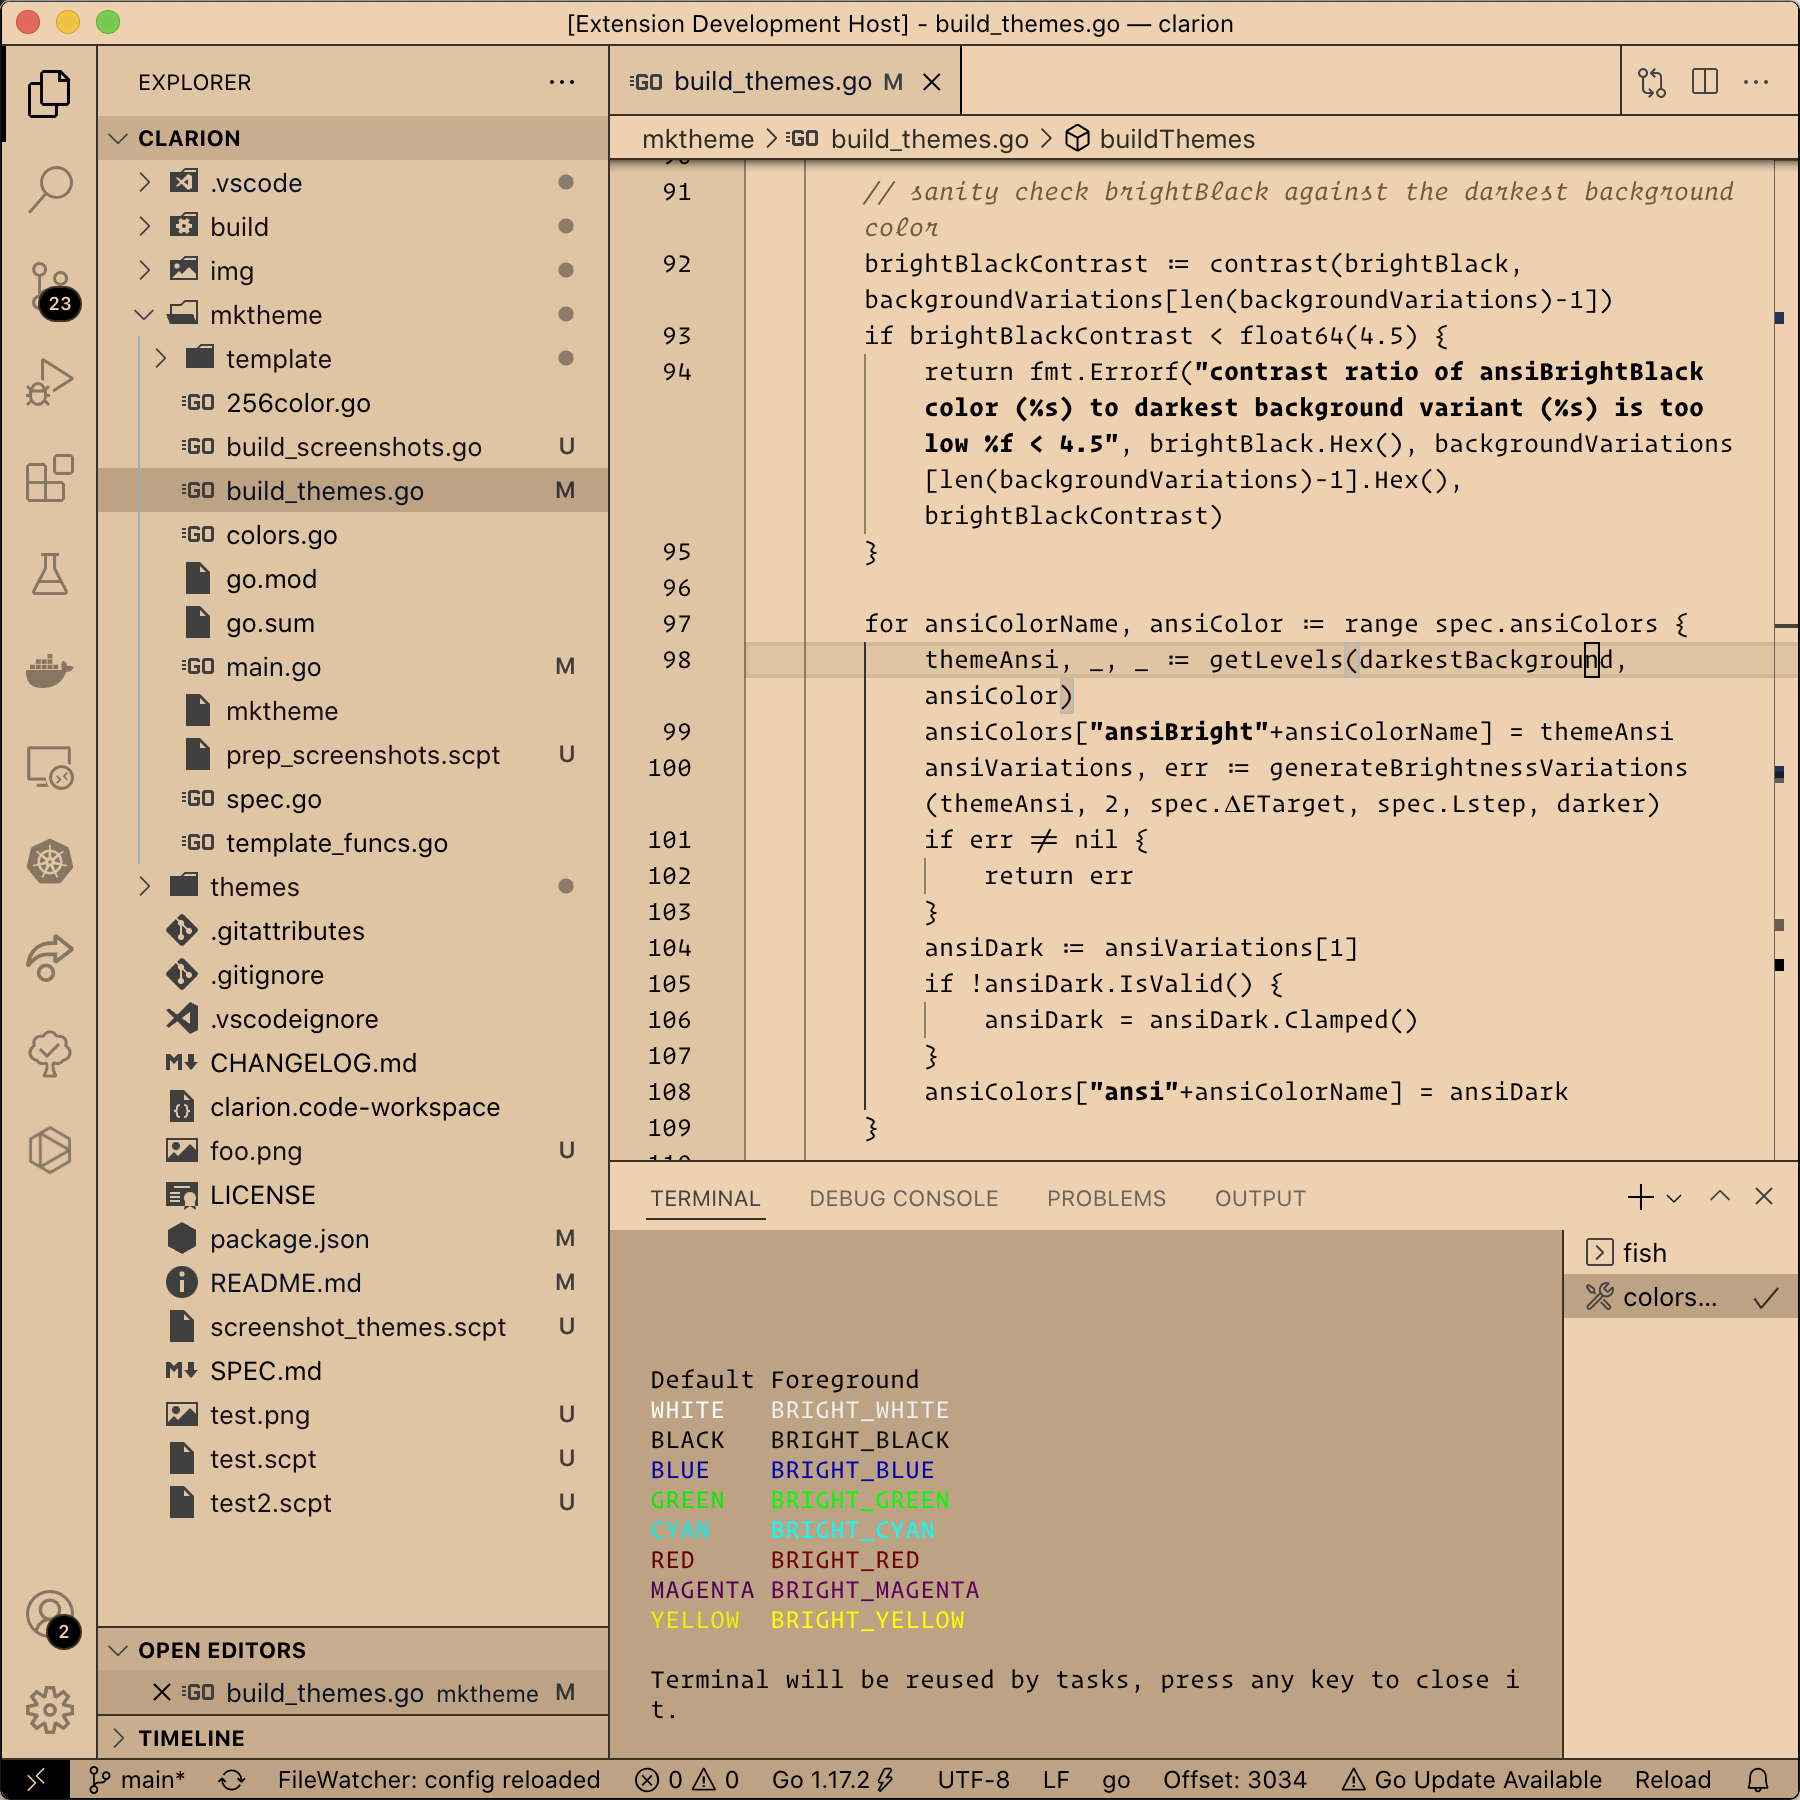 [Extension Development Host] - build_themes.go — clarion
EXPLORER
CLARION
.vscode
build
img
mktheme
template
256color.go
build_screenshots.go U
build_themes.go M
colors.go
go.mod
go.sum
main.go M
mktheme
prep_screenshots.scpt U
spec.go
template_funcs.go
themes
.gitattributes
.gitignore
.vscodeignore
CHANGELOG.md
clarion.code-workspace
foo.png U
LICENSE
package.json M
README.md M
screenshot_themes.scpt U
SPEC.md
test.png U
test.scpt U
test2.scpt U
OPEN EDITORS
GO build_themes.go mktheme M
TIMELINE
23
2
GO build_themes.go M
mktheme > GO build_themes.go > buildThemes
91 // sanity check brightBlack against the darkest background
color
92 brightBlackContrast := contrast(brightBlack,
backgroundVariations[len(backgroundVariations)-1])
93 if brightBlackContrast < float64(4.5) {
94 return fmt.Errorf("contrast ratio of ansiBrightBlack
color (%s) to darkest background variant (%s) is too
low %f < 4.5", brightBlack.Hex(), backgroundVariations
[len(backgroundVariations)-1].Hex(),
brightBlackContrast)
95 }
96
97 for ansiColorName, ansiColor := range spec.ansiColors {
98 themeAnsi, _, _ := getLevels(darkestBackground,
ansiColor)
99 ansiColors["ansiBright"+ansiColorName] = themeAnsi
100 ansiVariations, err := generateBrightnessVariations
(themeAnsi, 2, spec.ΔETarget, spec.Lstep, darker)
101 if err ≠ nil {
102 return err
103 }
104 ansiDark := ansiVariations[1]
105 if !ansiDark.IsValid() {
106 ansiDark = ansiDark.Clamped()
107 }
108 ansiColors["ansi"+ansiColorName] = ansiDark
109 }
TERMINAL DEBUG CONSOLE PROBLEMS OUTPUT
fish
colors...
Default Foreground
WHITE BRIGHT_WHITE
BLACK BRIGHT_BLACK
BLUE BRIGHT_BLUE
GREEN BRIGHT_GREEN
CYAN BRIGHT_CYAN
RED BRIGHT_RED
MAGENTA BRIGHT_MAGENTA
YELLOW BRIGHT_YELLOW
Terminal will be reused by tasks, press any key to close i
t.
main* FileWatcher: config reloaded 0 0 Go 1.17.2 UTF-8 LF go Offset: 3034 Go Update Available Reload